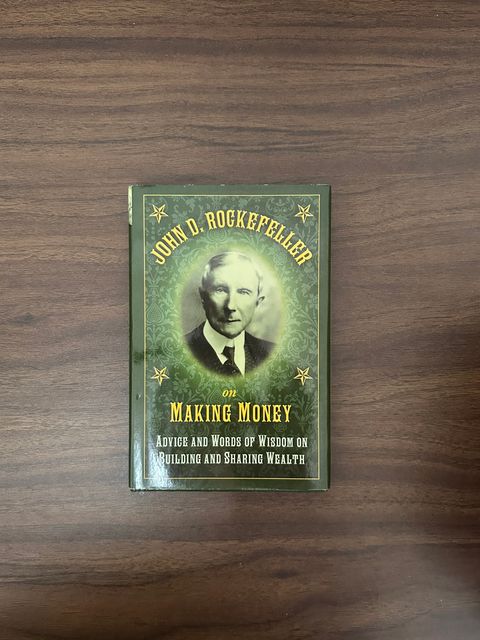 JOHN D. ROCKEFELLER
on
MAKING MONEY
ADVICE AND WORDS OF WISDOM ON
BUILDING AND SHARING WEALTH